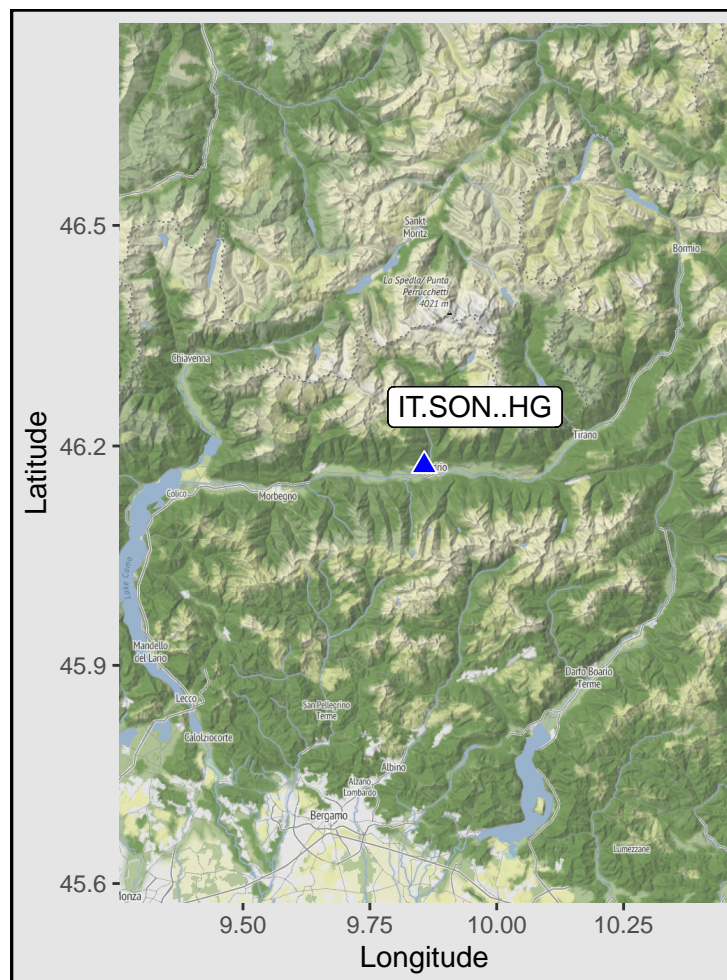 Sankt
Moritz
46.5
Bormio
La Spedla/ Punta
Perrucchetti
4021 m
Chiavenna
IT.SON..HG
46.2
Tirano
Colico
Morbegno
Latitude
Lake Como
Mandello
del Lario
45.9
Darfo Boario
Terme
Lecco
San Pellegrino
Terme
Calolziocorte
Albino
Alzano
Lombardo
Bergamo
Lumezzane
45.6
9.50
9.75
10.00
10.25
Longitude